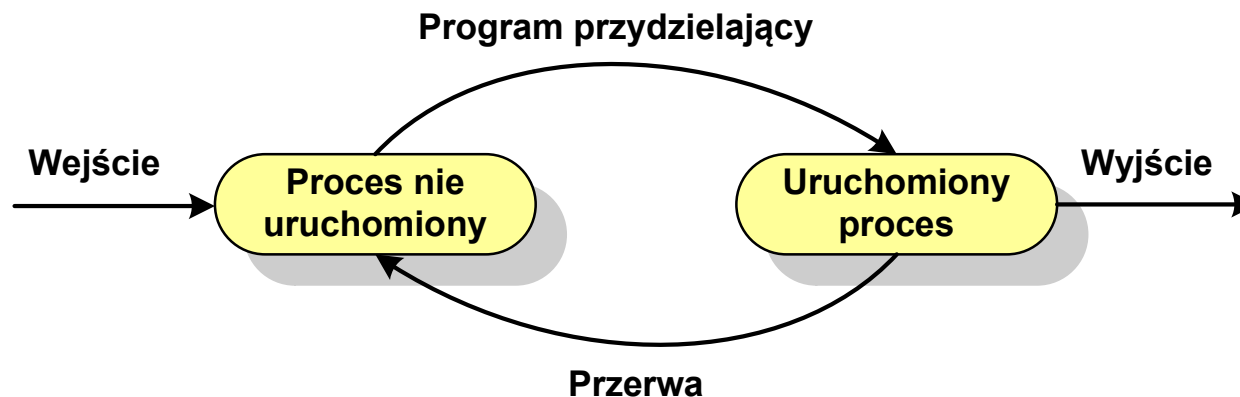 Program przydzielający
Wejście
Proces nie
uruchomiony
Uruchomiony
proces
Wyjście
Przerwa